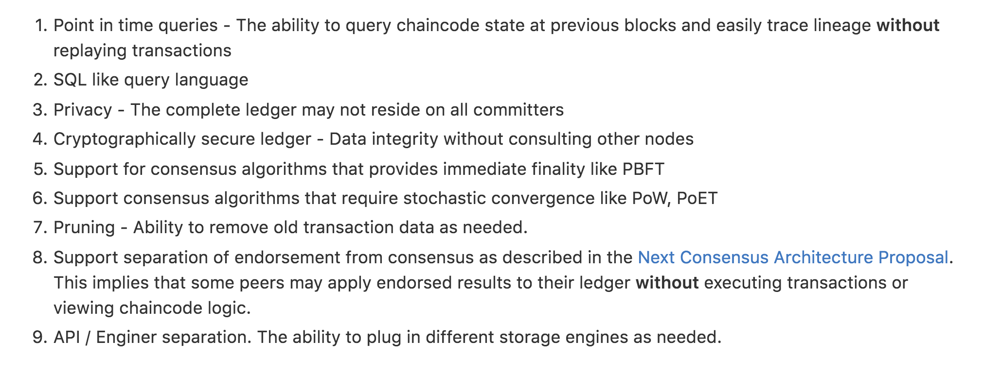 1. Point in time queries - The ability to query chaincode state at previous blocks and easily trace lineage without
replaying transactions
2. SQL like query language
3. Privacy - The complete ledger may not reside on all committers
4. Cryptographically secure ledger - Data integrity without consulting other nodes
5. Support for consensus algorithms that provides immediate finality like PBFT
6. Support consensus algorithms that require stochastic convergence like PoW, PoET
7. Pruning - Ability to remove old transaction data as needed.
8. Support separation of endorsement from consensus as described in the Next Consensus Architecture Proposal.
This implies that some peers may apply endorsed results to their ledger without executing transactions or
viewing chaincode logic.
9. API / Enginer separation. The ability to plug in different storage engines as needed.